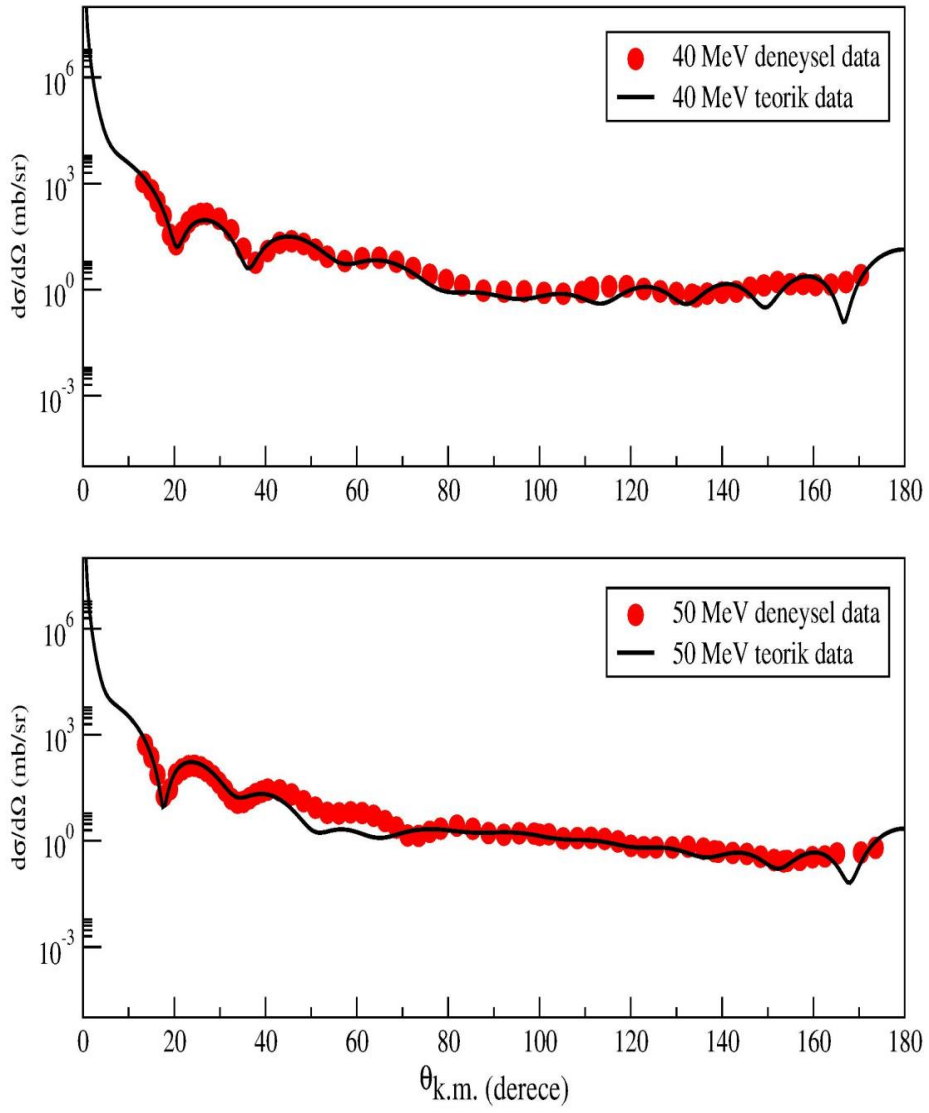 40 MeV deneysel data
40 MeV teorik data
dσ/dΩ (mb/sr)
10^6
10^3
10^0
10^-3
0 20 40 60 80 100 120 140 160 180
50 MeV deneysel data
50 MeV teorik data
dσ/dΩ (mb/sr)
10^6
10^3
10^0
10^-3
0 20 40 60 80 100 120 140 160 180
θk.m. (derece)